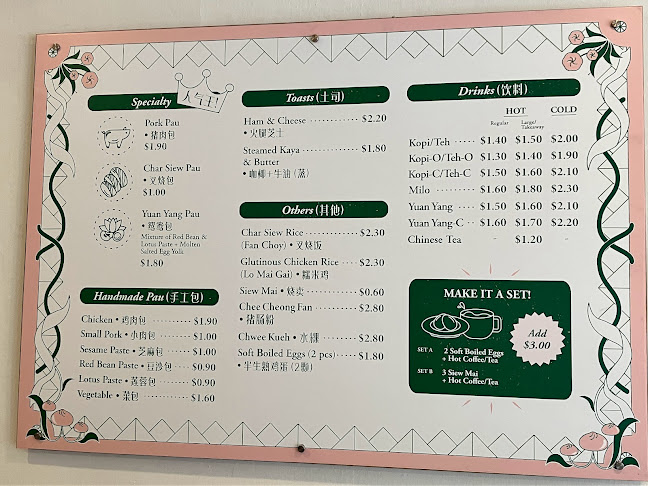 Specialty
人气王!
Pork Pau
• 猪肉包
$1.90
Char Siew Pau
• 叉烧包
$1.00
Yuan Yang Pau
• 鸳鸯包
Mixture of Red Bean &
Lotus Paste + Molten
Salted Egg Yolk
$1.80
Handmade Pau (手工包)
Chicken • 鸡肉包 ········ $1.90
Small Pork • 小肉包 ······ $1.00
Sesame Paste • 芝麻包 ···· $1.00
Red Bean Paste • 豆沙包 ··· $0.90
Lotus Paste • 莲蓉包 ······ $0.90
Vegetable • 菜包 ········ $1.60
Toasts (土司)
Ham & Cheese ··········· $2.20
• 火腿芝士
Steamed Kaya ··········· $1.80
& Butter
• 咖椰+牛油 (蒸)
Others (其他)
Char Siew Rice ·········· $2.30
(Fan Choy) • 叉烧饭
Glutinous Chicken Rice ···· $2.30
(Lo Mai Gai) • 糯米鸡
Siew Mai • 烧卖 ········· $0.60
Chee Cheong Fan ········ $2.80
• 猪肠粉
Chwee Kueh • 水粿 ······· $2.80
Soft Boiled Eggs (2 pcs) ···· $1.80
• 半生熟鸡蛋 (2颗)
Drinks (饮料)
HOT COLD
Regular Large/
Takeaway
Kopi/Teh ····· $1.40 $1.50 $2.00
Kopi-O/Teh-O $1.30 $1.40 $1.90
Kopi-C/Teh-C $1.50 $1.60 $2.10
Milo ········ $1.60 $1.80 $2.30
Yuan Yang ···· $1.50 $1.60 $2.10
Yuan Yang-C ·· $1.60 $1.70 $2.20
Chinese Tea - $1.20 -
MAKE IT A SET!
Add
$3.00
SET A 2 Soft Boiled Eggs
+ Hot Coffee/Tea
SET B 3 Siew Mai
+ Hot Coffee/Tea